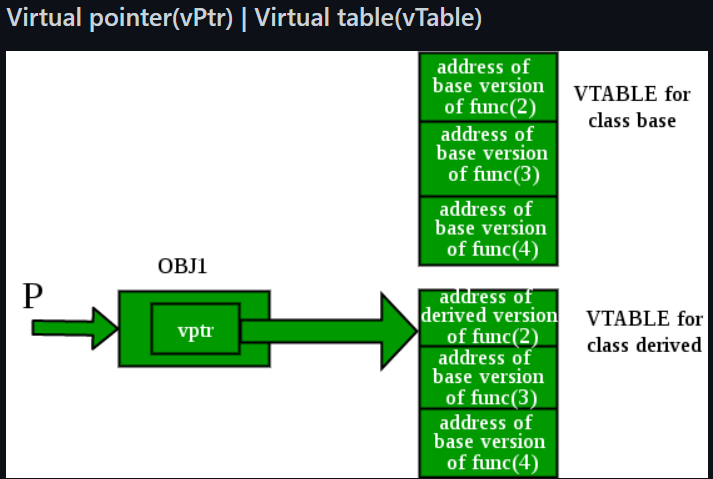 Virtual pointer(vPtr) | Virtual table(vTable)
address of
base version
of func(2)
VTABLE for
class base
address of
base version
of func(3)
address of
base version
of func(4)
OBJ1
P
vptr
address of
derived version
of func(2)
VTABLE for
class derived
address of
base version
of func(3)
address of
base version
of func(4)